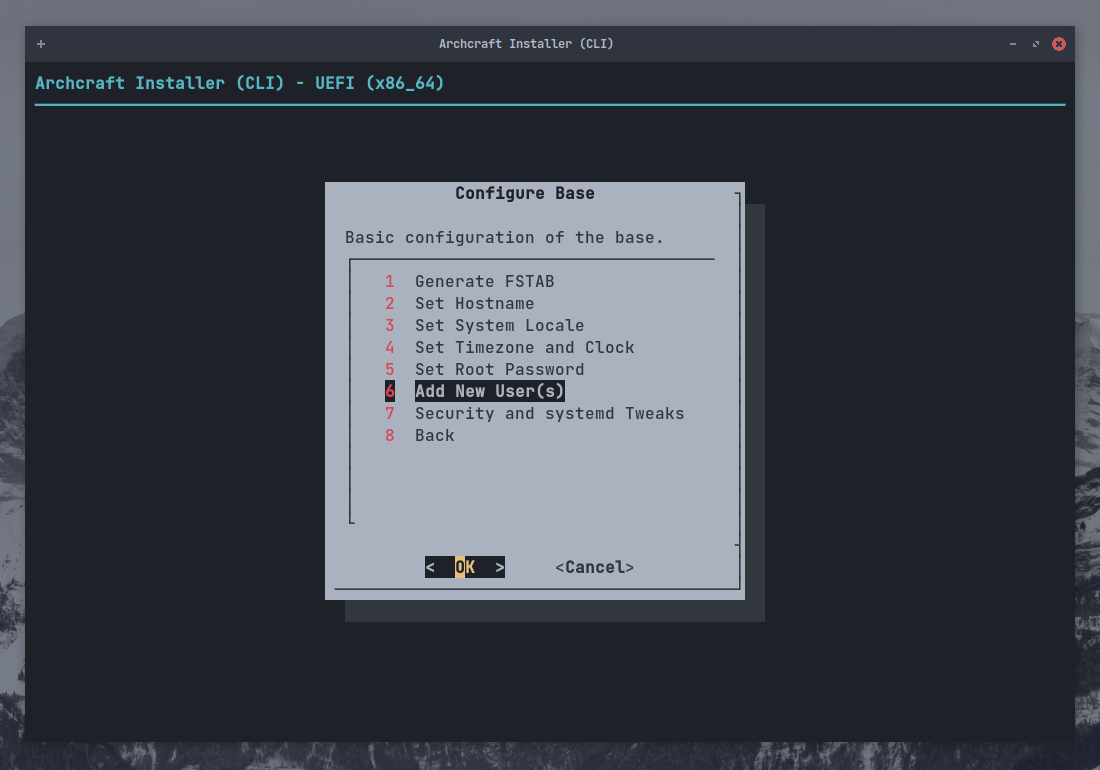 Archcraft Installer (CLI)
Archcraft Installer (CLI) - UEFI (x86_64)
Configure Base
Basic configuration of the base.
1 Generate FSTAB
2 Set Hostname
3 Set System Locale
4 Set Timezone and Clock
5 Set Root Password
6 Add New User(s)
7 Security and systemd Tweaks
8 Back
< OK > <Cancel>